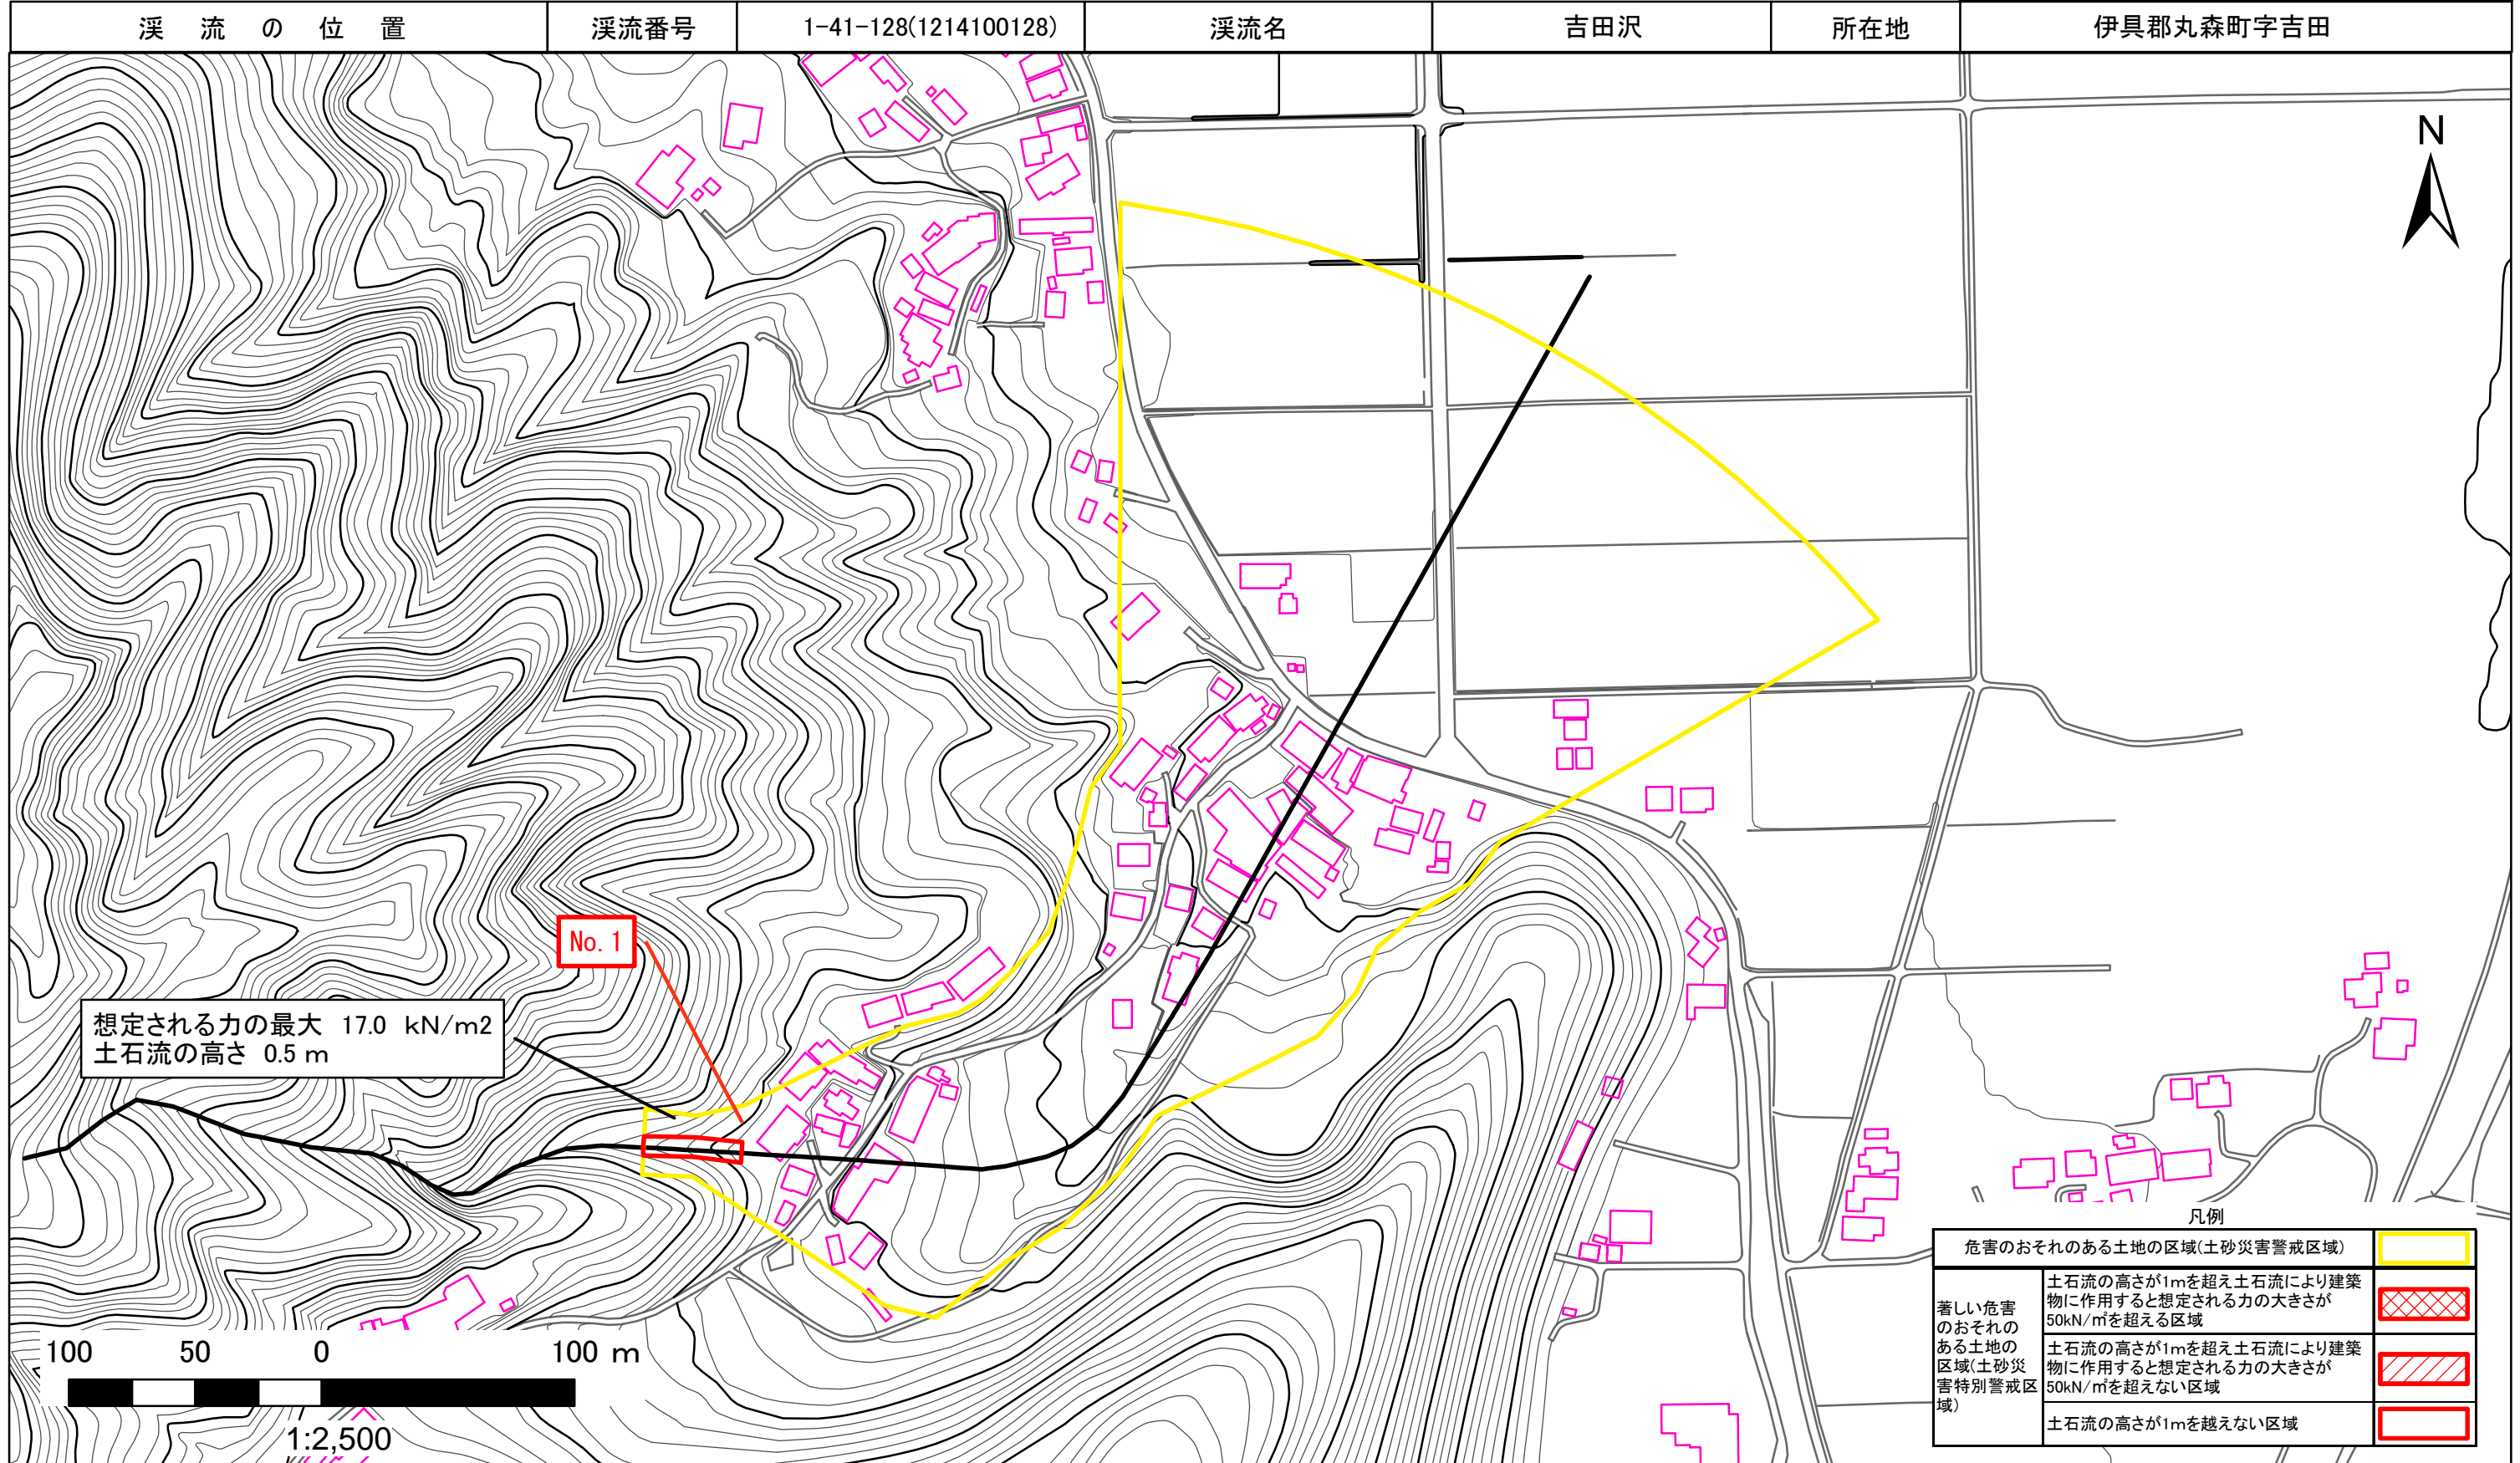 渓流の位置 渓流番号 1-41-128(1214100128) 渓流名 吉田沢 所在地 伊具郡丸森町字吉田
N
No.1
想定される力の最大 17.0 kN/m2
土石流の高さ 0.5 m
100 50 0 100 m
1:2,500
凡例
危害のおそれのある土地の区域(土砂災害警戒区域)
著しい危害
のおそれの
ある土地の
区域(土砂災
害特別警戒区
域)
土石流の高さが1mを超え土石流により建築
物に作用すると想定される力の大きさが
50kN/㎡を超える区域
土石流の高さが1mを超え土石流により建築
物に作用すると想定される力の大きさが
50kN/㎡を超えない区域
土石流の高さが1mを越えない区域